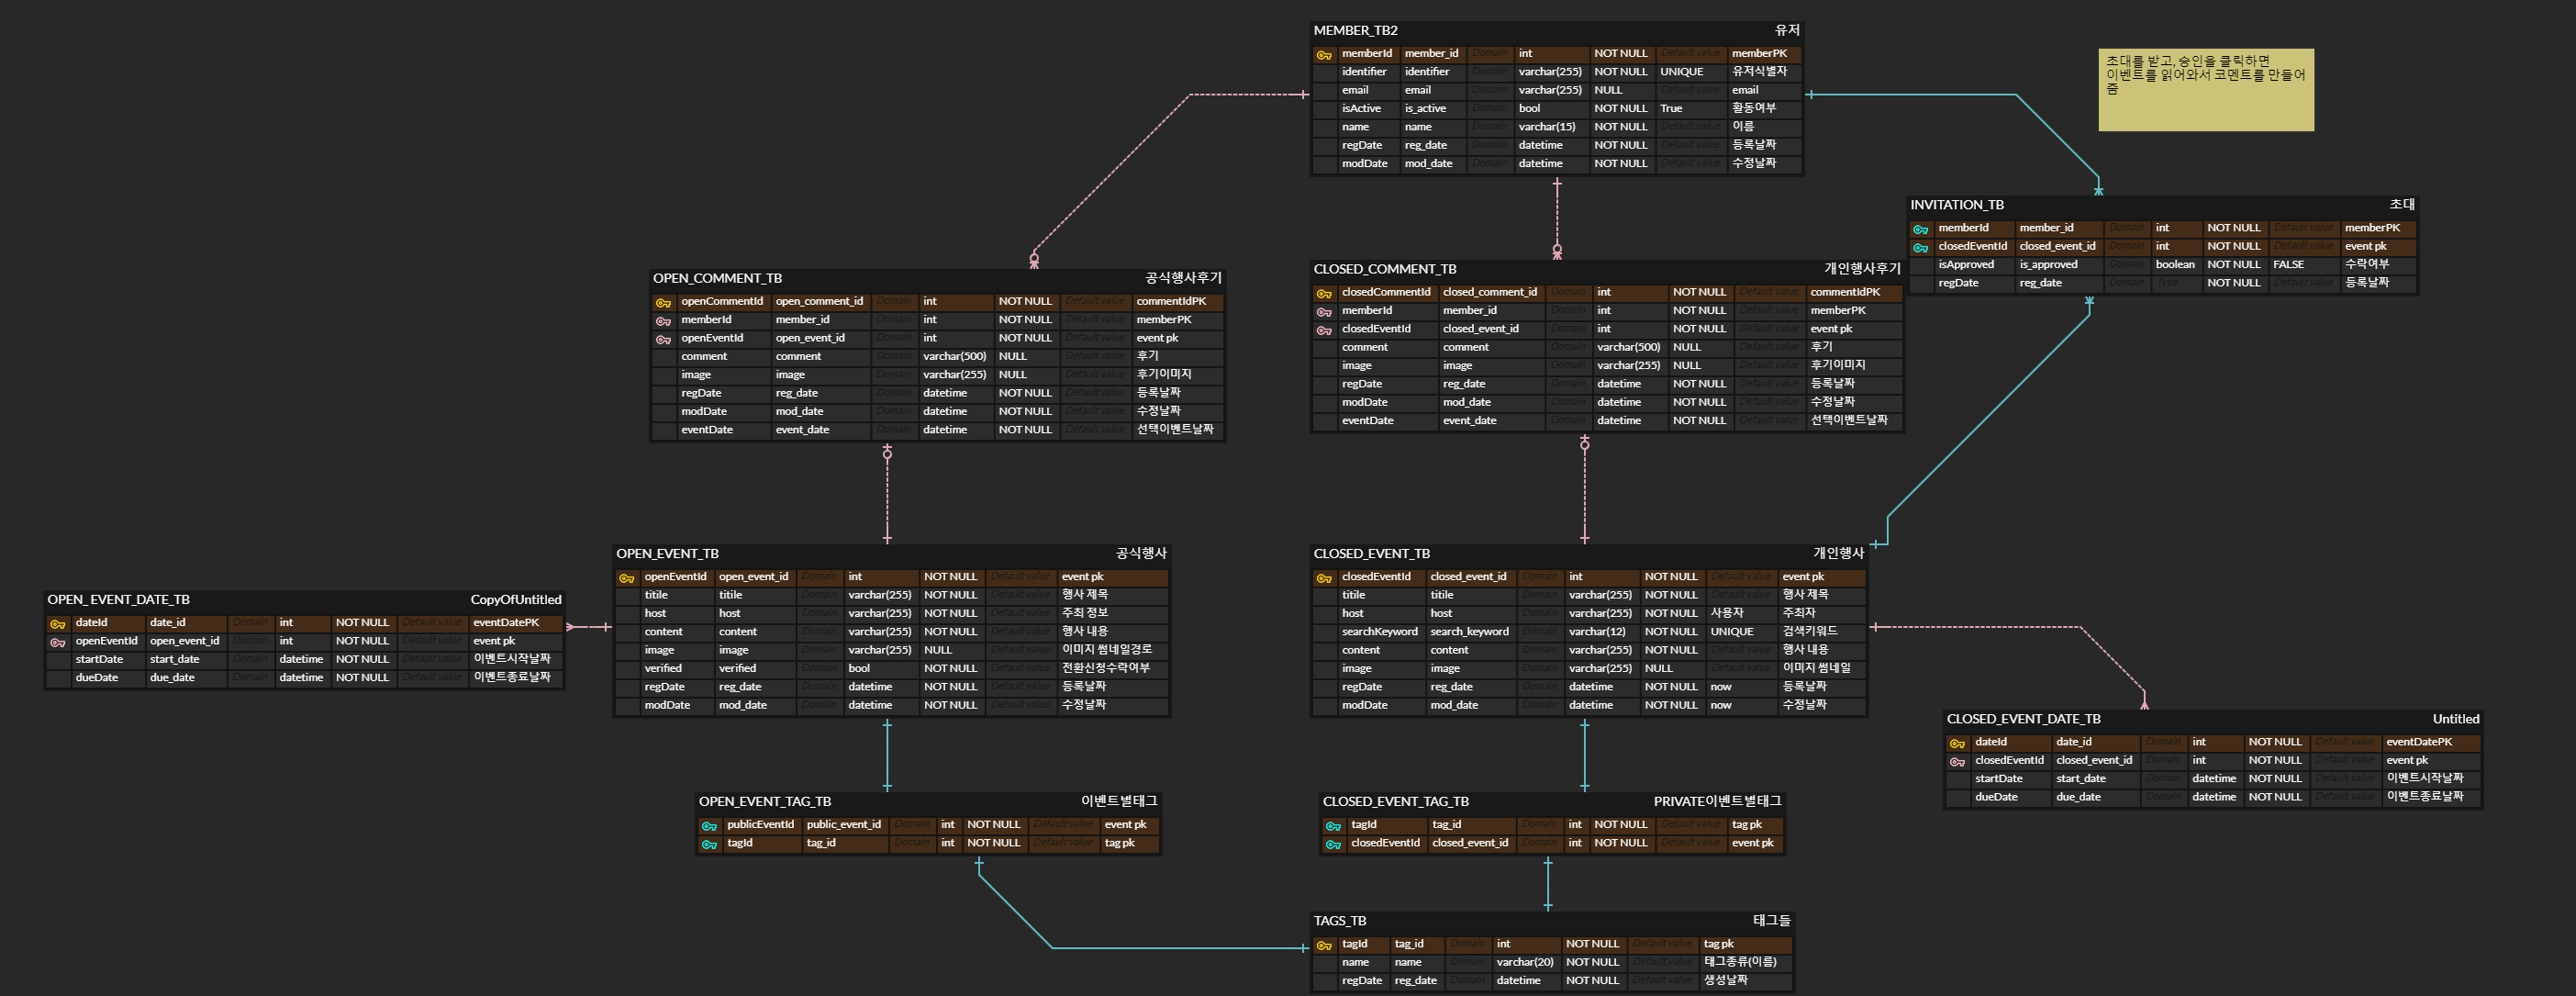 MEMBER_TB2 유저
memberId member_id Domain int NOT NULL Default value memberPK
identifier identifier Domain varchar(255) NOT NULL UNIQUE 유저식별자
email email Domain varchar(255) NULL Default value email
isActive is_active Domain bool NOT NULL True 활동여부
name name Domain varchar(15) NOT NULL Default value 이름
regDate reg_date Domain datetime NOT NULL Default value 등록날짜
modDate mod_date Domain datetime NOT NULL Default value 수정날짜
초대를 받고, 승인을 클릭하면
이벤트를 읽어와서 코멘트를 만들어
줌
INVITATION_TB 초대
memberId member_id Domain int NOT NULL Default value memberPK
closedEventId closed_event_id Domain int NOT NULL Default value event pk
isApproved is_approved Domain boolean NOT NULL FALSE 수락여부
regDate reg_date Domain Type NOT NULL Default value 등록날짜
OPEN_COMMENT_TB 공식행사후기
openCommentId open_comment_id Domain int NOT NULL Default value commentIdPK
memberId member_id Domain int NOT NULL Default value memberPK
openEventId open_event_id Domain int NOT NULL Default value event pk
comment comment Domain varchar(500) NULL Default value 후기
image image Domain varchar(255) NULL Default value 후기이미지
regDate reg_date Domain datetime NOT NULL Default value 등록날짜
modDate mod_date Domain datetime NOT NULL Default value 수정날짜
eventDate event_date Domain datetime NOT NULL Default value 선택이벤트날짜
CLOSED_COMMENT_TB 개인행사후기
closedCommentId closed_comment_id Domain int NOT NULL Default value commentIdPK
memberId member_id Domain int NOT NULL Default value memberPK
closedEventId closed_event_id Domain int NOT NULL Default value event pk
comment comment Domain varchar(500) NULL Default value 후기
image image Domain varchar(255) NULL Default value 후기이미지
regDate reg_date Domain datetime NOT NULL Default value 등록날짜
modDate mod_date Domain datetime NOT NULL Default value 수정날짜
eventDate event_date Domain datetime NOT NULL Default value 선택이벤트날짜
OPEN_EVENT_TB 공식행사
openEventId open_event_id Domain int NOT NULL Default value event pk
titile titile Domain varchar(255) NOT NULL Default value 행사 제목
host host Domain varchar(255) NOT NULL Default value 주최 정보
content content Domain varchar(255) NOT NULL Default value 행사 내용
image image Domain varchar(255) NULL Default value 이미지 썸네일경로
verified verified Domain bool NOT NULL Default value 전환신청수락여부
regDate reg_date Domain datetime NOT NULL Default value 등록날짜
modDate mod_date Domain datetime NOT NULL Default value 수정날짜
CLOSED_EVENT_TB 개인행사
closedEventId closed_event_id Domain int NOT NULL Default value event pk
titile titile Domain varchar(255) NOT NULL Default value 행사 제목
host host Domain varchar(255) NOT NULL 사용자 주최자
searchKeyword search_keyword Domain varchar(12) NOT NULL UNIQUE 검색키워드
content content Domain varchar(255) NOT NULL Default value 행사 내용
image image Domain varchar(255) NULL Default value 이미지 썸네일
regDate reg_date Domain datetime NOT NULL now 등록날짜
modDate mod_date Domain datetime NOT NULL now 수정날짜
OPEN_EVENT_DATE_TB CopyOfUntitled
dateId date_id Domain int NOT NULL Default value eventDatePK
openEventId open_event_id Domain int NOT NULL Default value event pk
startDate start_date Domain datetime NOT NULL Default value 이벤트시작날짜
dueDate due_date Domain datetime NOT NULL Default value 이벤트종료날짜
CLOSED_EVENT_DATE_TB Untitled
dateId date_id Domain int NOT NULL Default value eventDatePK
closedEventId closed_event_id Domain int NOT NULL Default value event pk
startDate start_date Domain datetime NOT NULL Default value 이벤트시작날짜
dueDate due_date Domain datetime NOT NULL Default value 이벤트종료날짜
OPEN_EVENT_TAG_TB 이벤트별태그
publicEventId public_event_id Domain int NOT NULL Default value event pk
tagId tag_id Domain int NOT NULL Default value tag pk
CLOSED_EVENT_TAG_TB PRIVATE이벤트별태그
tagId tag_id Domain int NOT NULL Default value tag pk
closedEventId closed_event_id Domain int NOT NULL Default value event pk
TAGS_TB 태그들
tagId tag_id Domain int NOT NULL Default value tag pk
name name Domain varchar(20) NOT NULL Default value 태그종류(이름)
regDate reg_date Domain datetime NOT NULL Default value 생성날짜